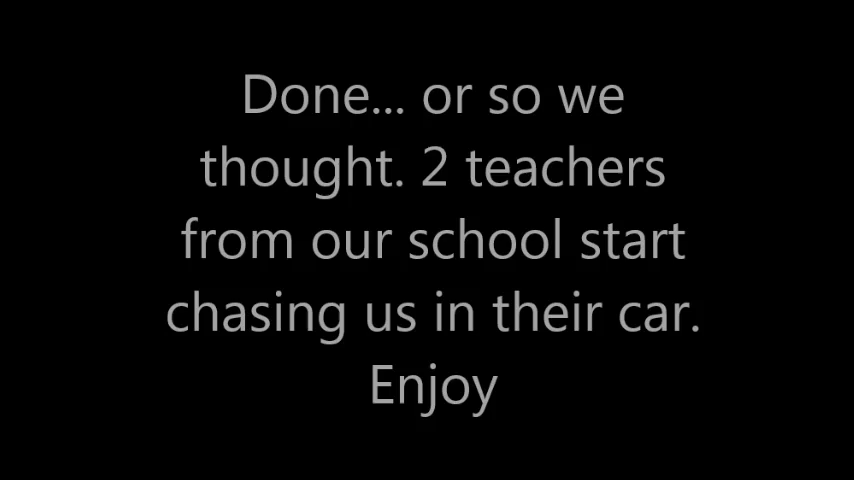 Done... or so we
thought. 2 teachers
from our school start
chasing us in their car.
Enjoy